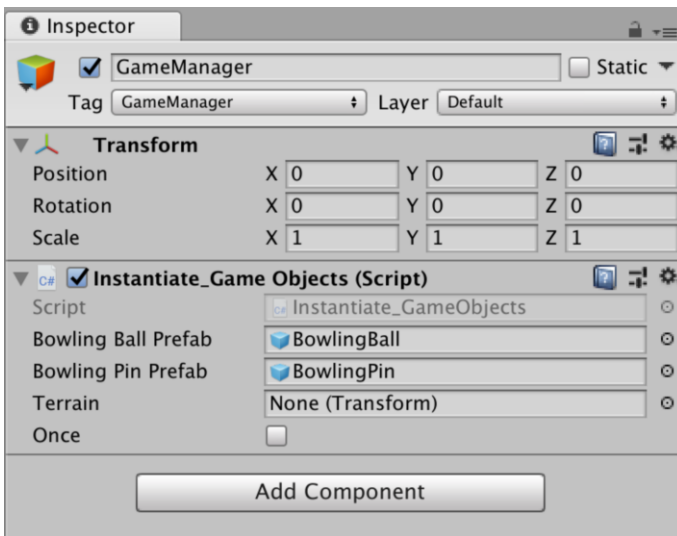 Inspector
GameManager Static
Tag GameManager Layer Default
Transform
Position X 0 Y 0 Z 0
Rotation X 0 Y 0 Z 0
Scale X 1 Y 1 Z 1
C# Instantiate_Game Objects (Script)
Script Instantiate_GameObjects
Bowling Ball Prefab BowlingBall
Bowling Pin Prefab BowlingPin
Terrain None (Transform)
Once
Add Component